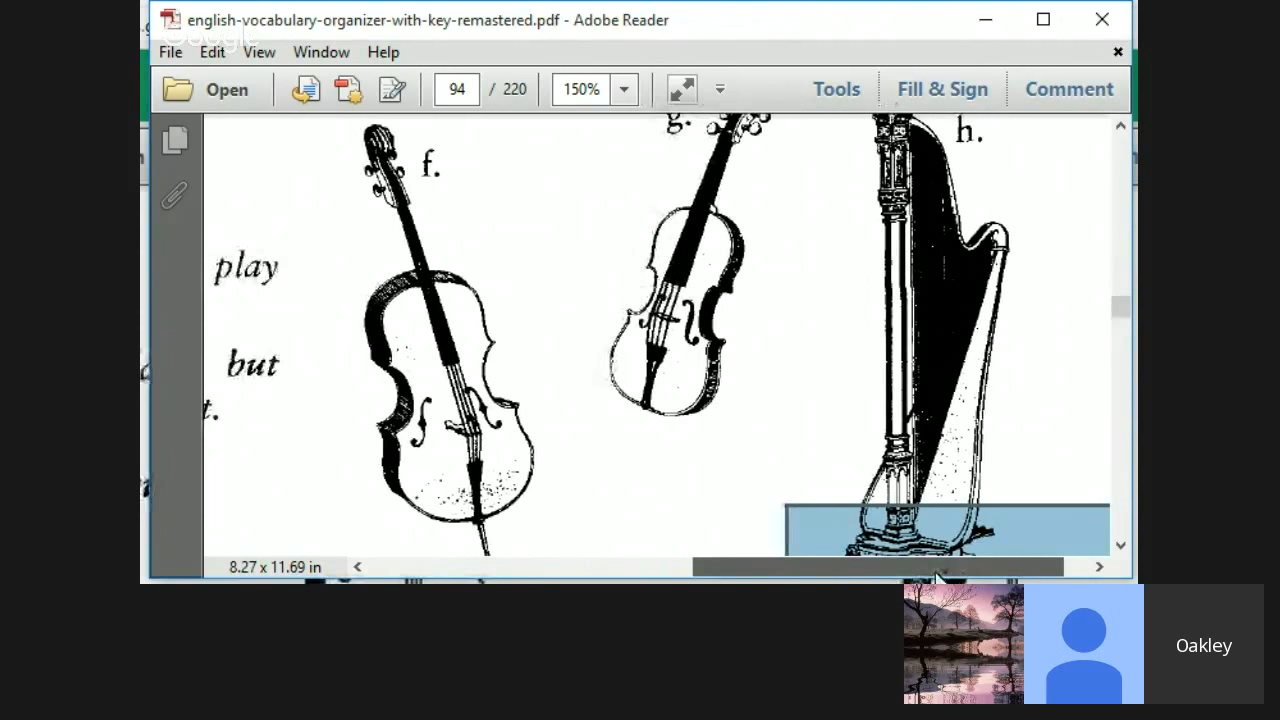 english-vocabulary-organizer-with-key-remastered.pdf - Adobe Reader
Google
File Edit View Window Help
Open 94 / 220 150% Tools Fill & Sign Comment
g. h.
f.
play
but
t.
8.27 x 11.69 in
Oakley